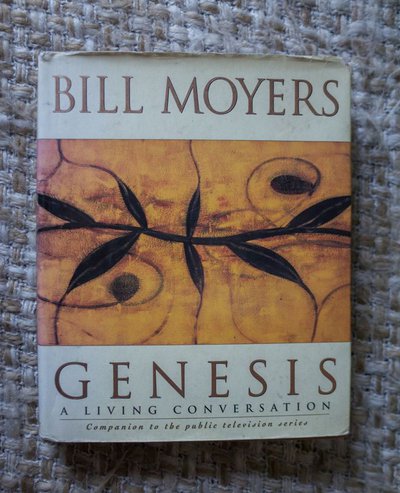 BILL MOYERS
GENESIS
A LIVING CONVERSATION
Companion to the public television series